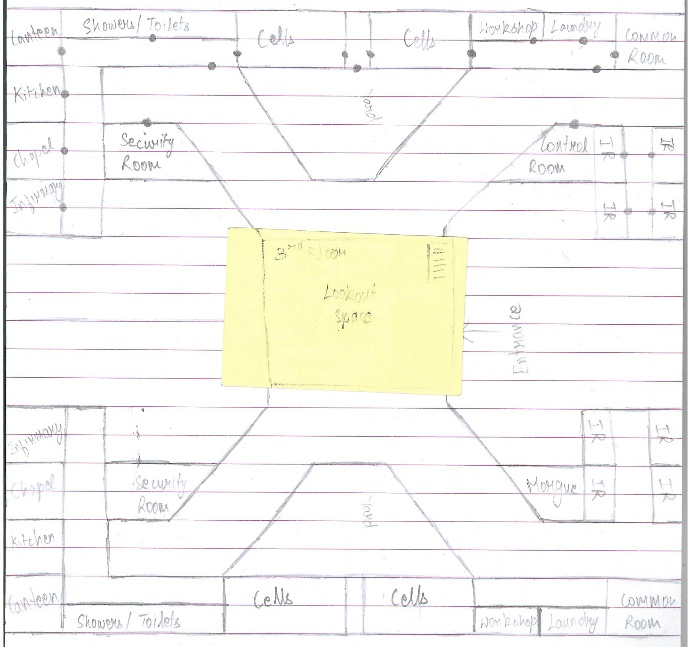 Canteen
Showers/ Toilets
Cells
Cells
Workshop
Laundry
COMMON
ROOM
Kitchen
Yard
Chapel
Security
ROOM
Control
ROOM
IR
IR
Infirmary
IR
IR
3rd Floor
Lookout
Space
Entrance
Infirmary
IR
IR
Chapel
Security
ROOM
Yard
Morgue
IR
IR
Kitchen
Canteen
Showers/ Toilets
Cells
Cells
Workshop
Laundry
COMMON
ROOM